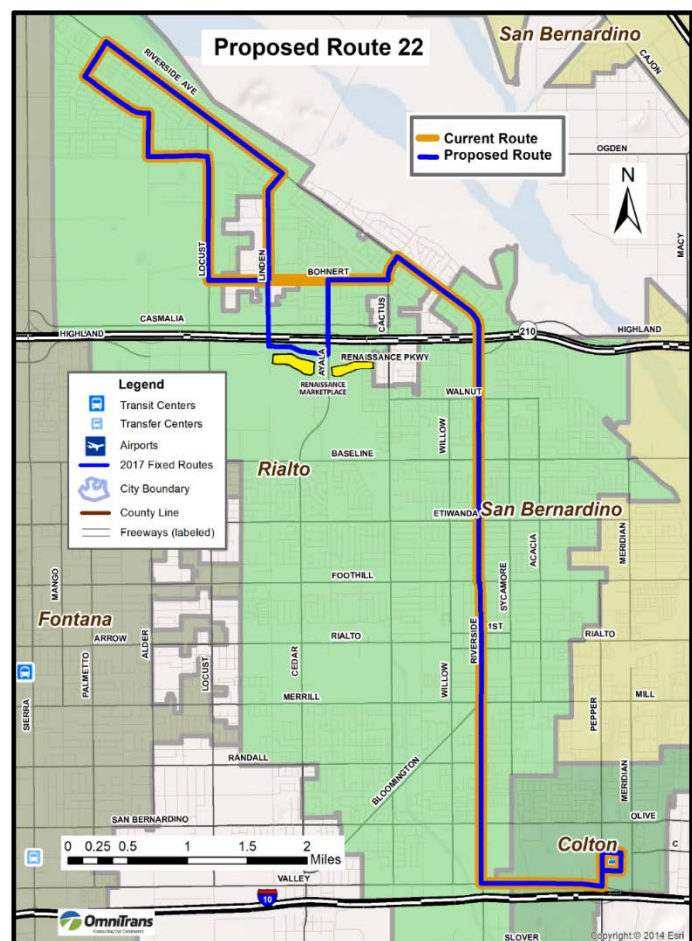 Proposed Route 22
San Bernardino
RIVERSIDE AVE
CAJON
Current Route
Proposed Route
OGDEN
N
MACY
LOCUST
LINDEN
BOHNERT
CACTUS
CASMALIA
HIGHLAND
210
HIGHLAND
AYALA
RENAISSANCE PKWY
RENAISSANCE
MARKETPLACE
Legend
Transit Centers
Transfer Centers
Airports
2017 Fixed Routes
City Boundary
County Line
Freeways (labeled)
WALNUT
WILLOW
BASELINE
Rialto
ETIWANDA
San Bernardino
MERIDIAN
ACACIA
SYCAMORE
FOOTHILL
MANGO
Fontana
ARROW
ALDER
PALMETTO
LOCUST
RIALTO
1ST
RIALTO
CEDAR
WILLOW
RIVERSIDE
SIERRA
MERRILL
PEPPER
MILL
RANDALL
BLOOMINGTON
MERIDIAN
SAN BERNARDINO
OLIVE
Colton
C
0 0.25 0.5 1 1.5 2
Miles
VALLEY
10
OmniTrans
Connecting Our Community
SLOVER
Copyright:© 2014 Esri